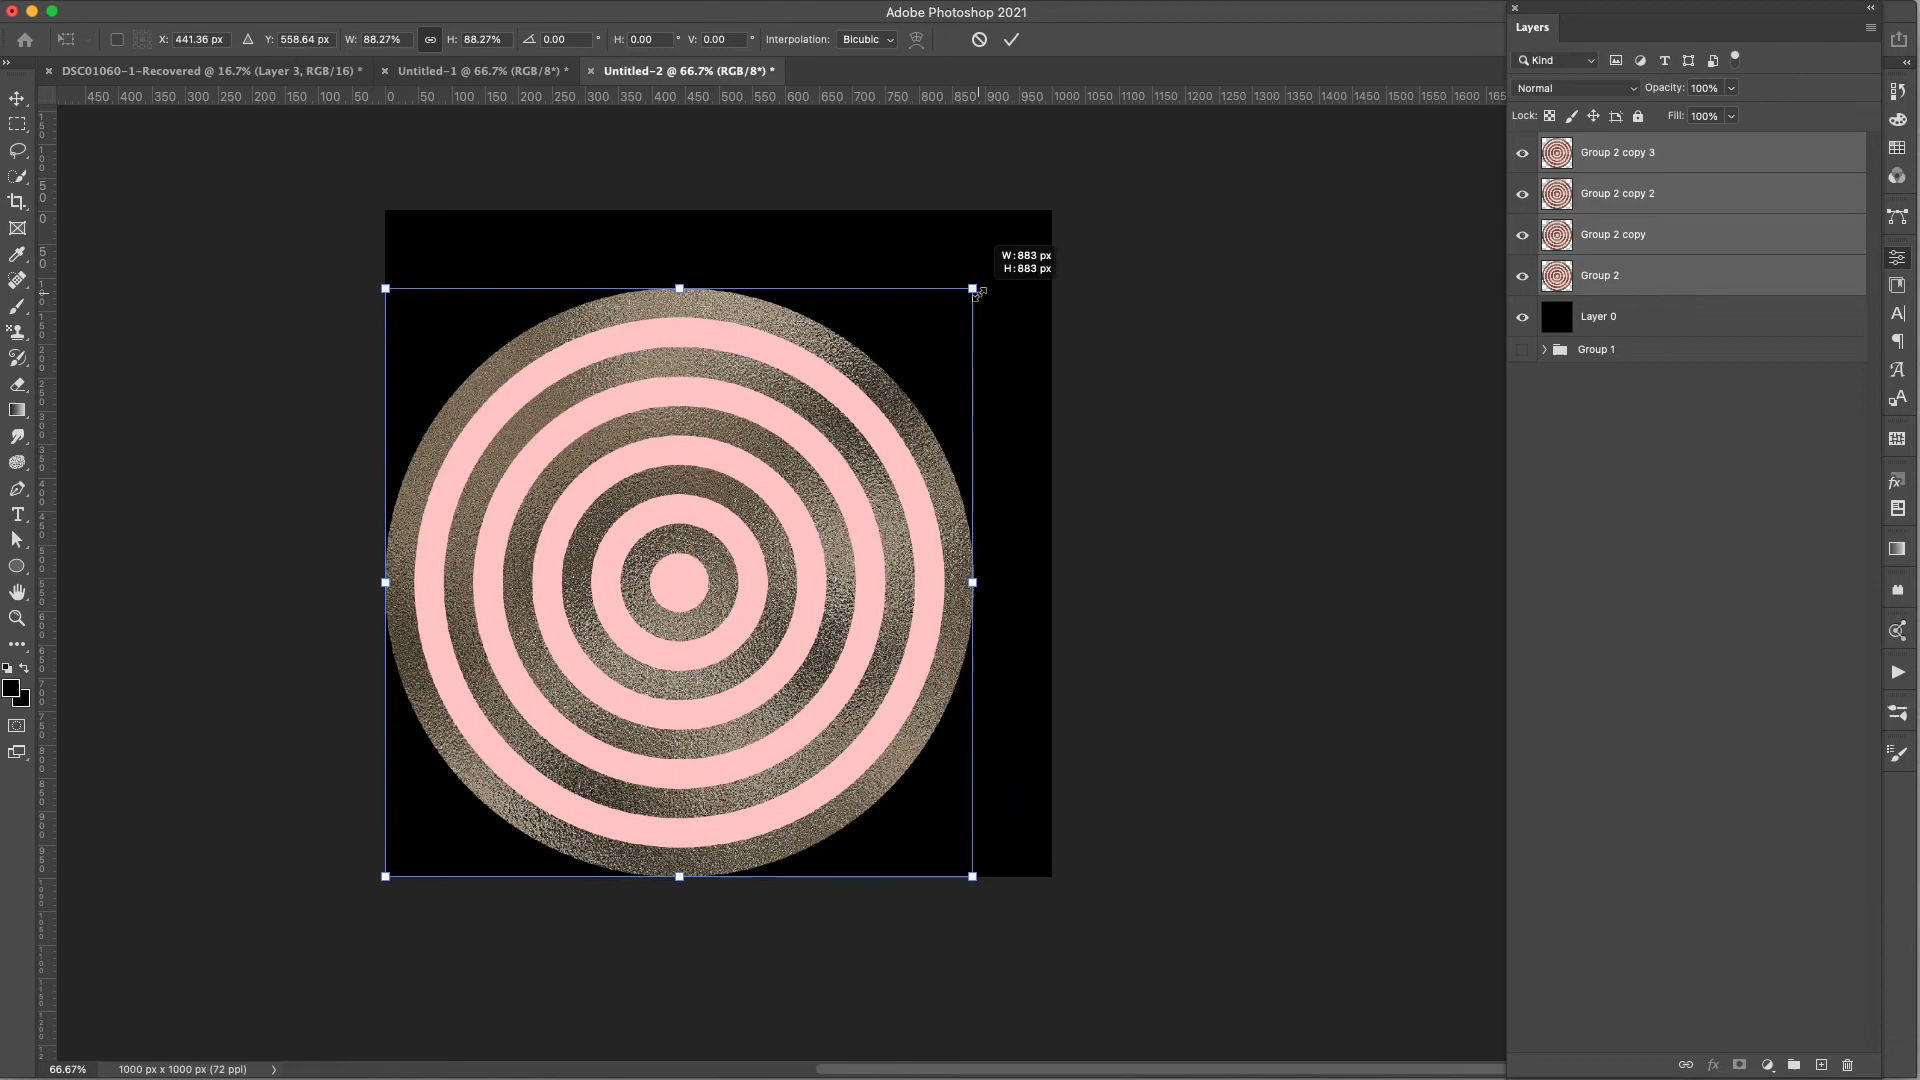 Adobe Photoshop 2021
X: 441.36 px Y: 558.64 px W: 88.27% H: 88.27% 0.00 ° H: 0.00 ° V: 0.00 ° Interpolation: Bicubic
DSC01060-1-Recovered @ 16.7% (Layer 3, RGB/16) * Untitled-1 @ 66.7% (RGB/8*) * Untitled-2 @ 66.7% (RGB/8*) *
450 400 350 300 250 200 150 100 50 0 50 100 150 200 250 300 350 400 450 500 550 600 650 700 750 800 850 900 950 1000 1050 1100 1150 1200 1250 1300 1350 1400 1450 1500 1550 1600
W: 883 px
H: 883 px
Layers
Kind
Normal Opacity: 100%
Lock: Fill: 100%
Group 2 copy 3
Group 2 copy 2
Group 2 copy
Group 2
Layer 0
Group 1
66.67% 1000 px x 1000 px (72 ppi)